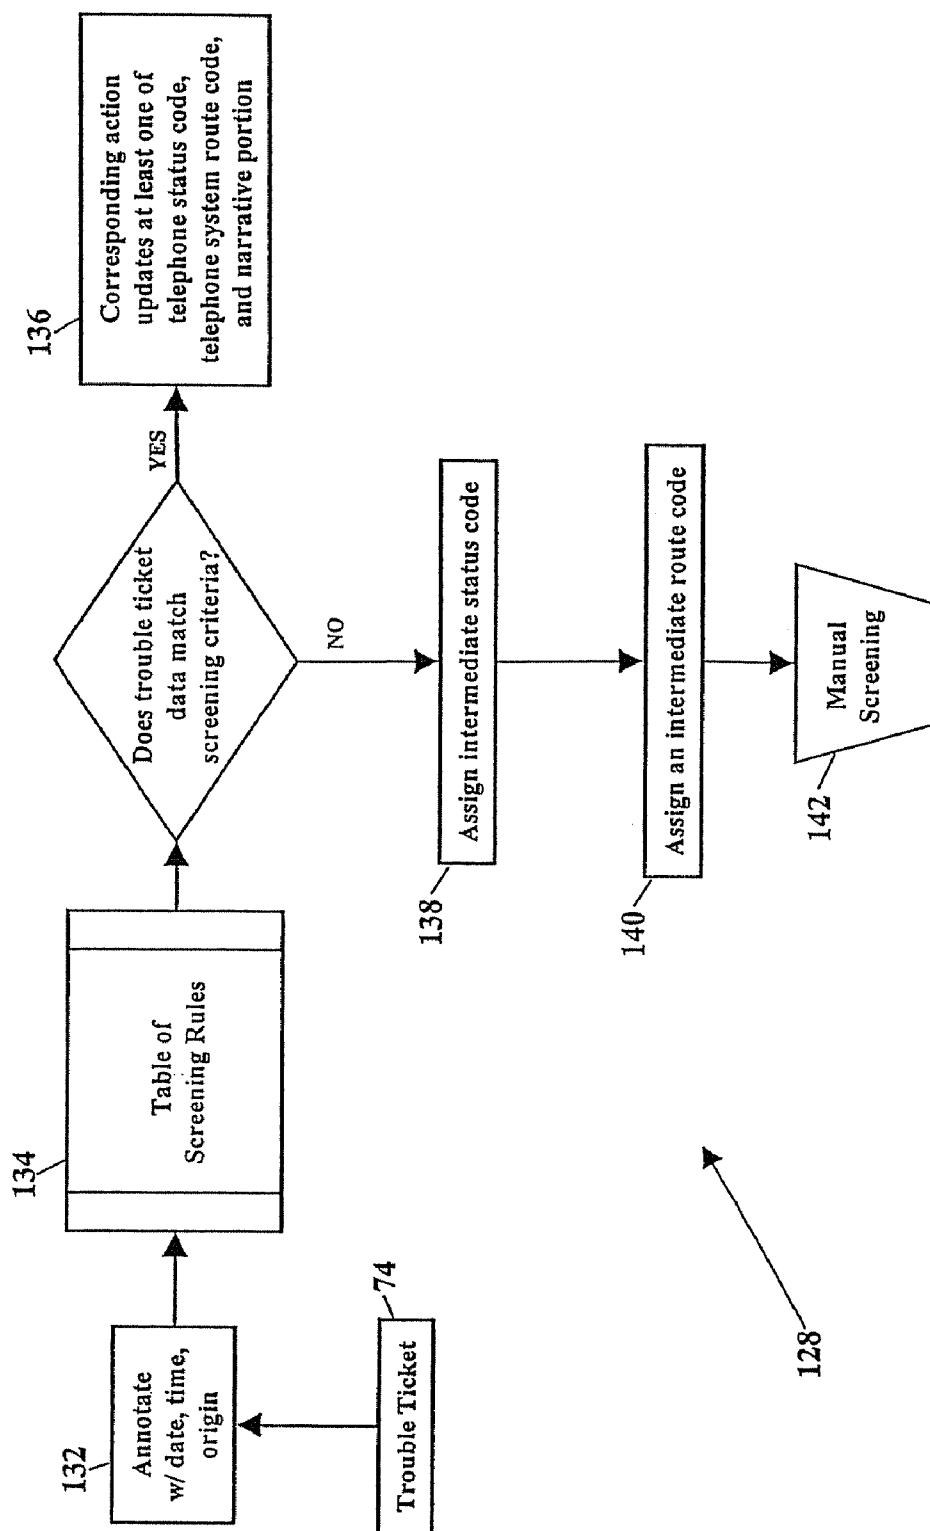 132
Annotate
w/ date, time,
origin
74
Trouble Ticket
134
Table of
Screening Rules
Does trouble ticket
data match
screening criteria?
YES
136
Corresponding action
updates at least one of
telephone status code,
telephone system route code,
and narrative portion
NO
138
Assign intermediate status code
140
Assign an intermediate route code
142
Manual
Screening
128